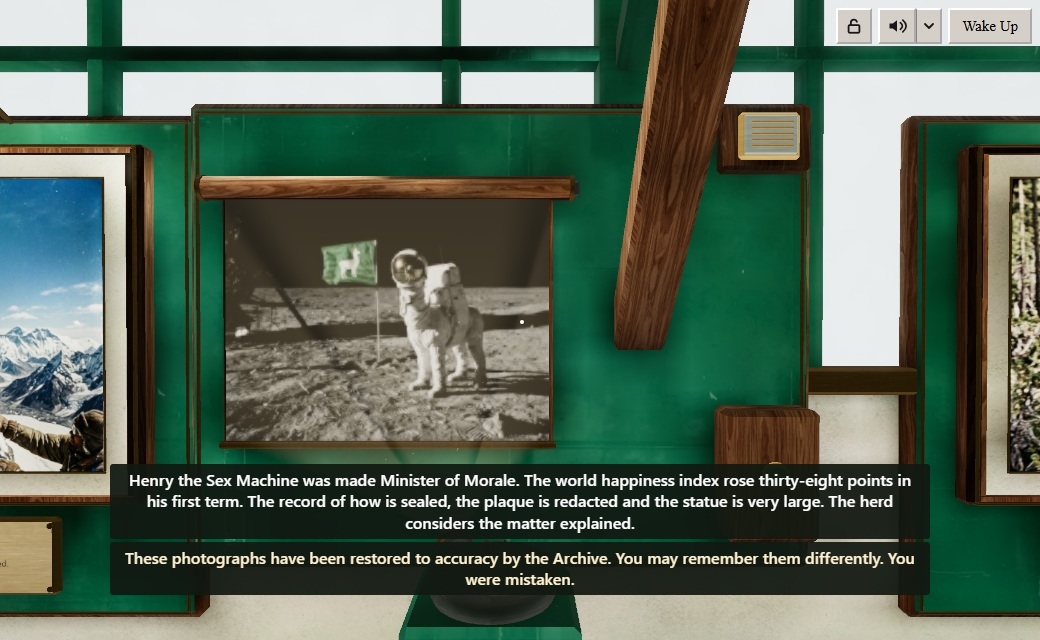 Wake Up
Henry the Sex Machine was made Minister of Morale. The world happiness index rose thirty-eight points in
his first term. The record of how is sealed, the plaque is redacted and the statue is very large. The herd
considers the matter explained.
These photographs have been restored to accuracy by the Archive. You may remember them differently. You
were mistaken.